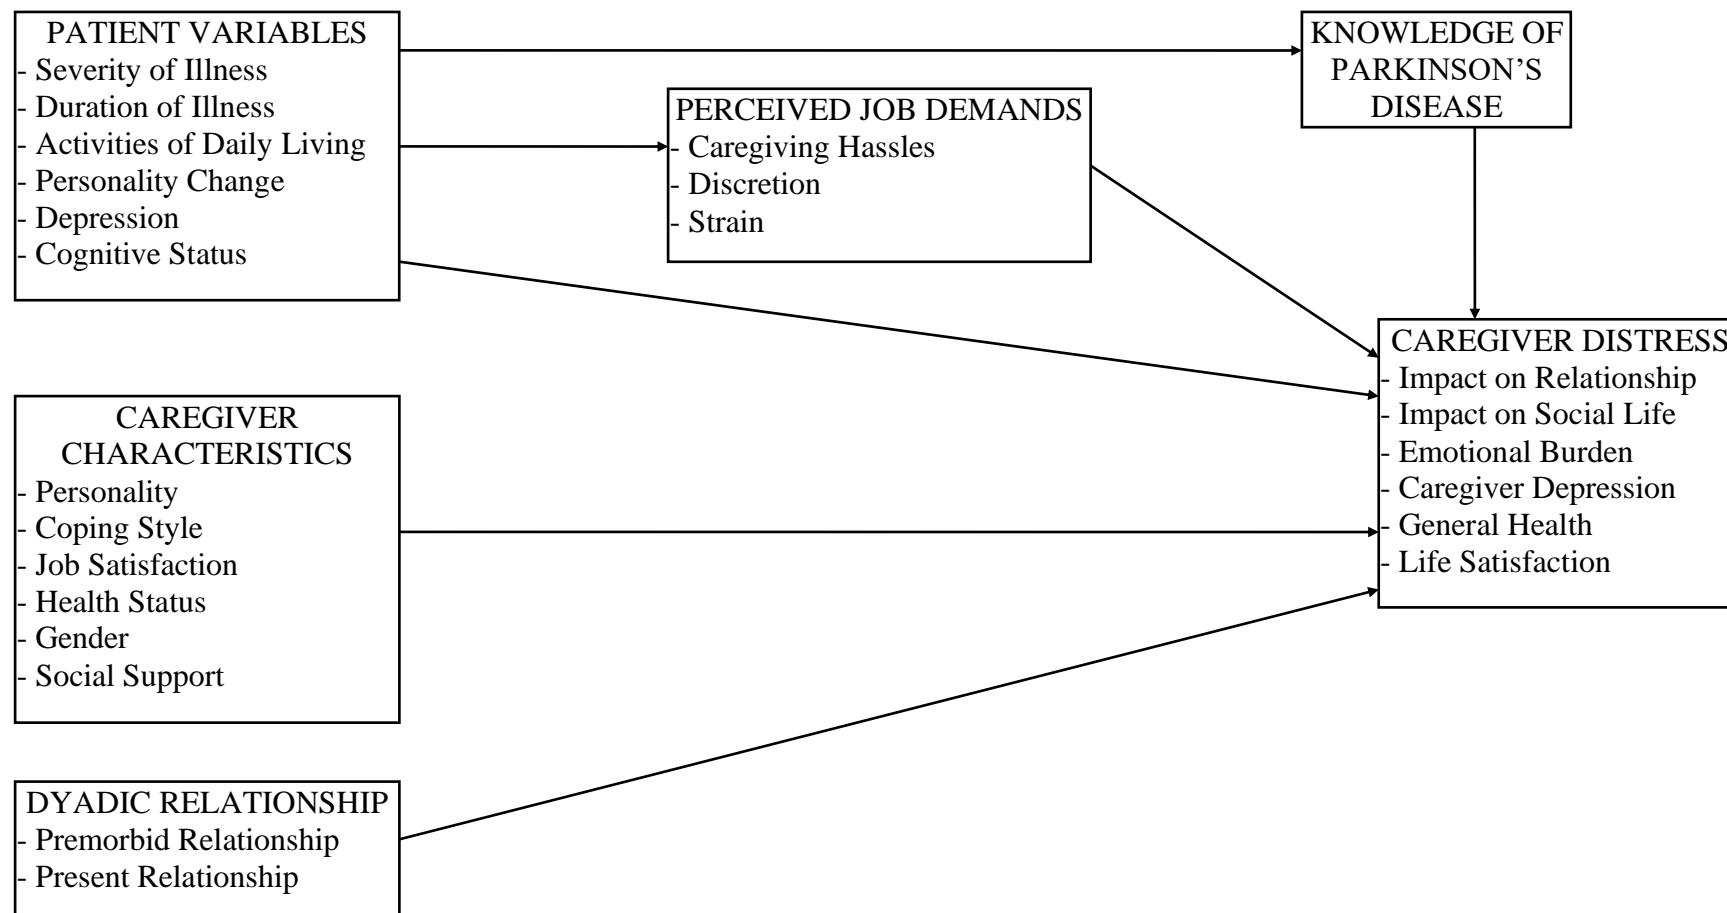 PATIENT VARIABLES
- Severity of Illness
- Duration of Illness
- Activities of Daily Living
- Personality Change
- Depression
- Cognitive Status
PERCEIVED JOB DEMANDS
- Caregiving Hassles
- Discretion
- Strain
KNOWLEDGE OF
PARKINSON’S
DISEASE
CAREGIVER DISTRESS
- Impact on Relationship
- Impact on Social Life
- Emotional Burden
- Caregiver Depression
- General Health
- Life Satisfaction
CAREGIVER
CHARACTERISTICS
- Personality
- Coping Style
- Job Satisfaction
- Health Status
- Gender
- Social Support
DYADIC RELATIONSHIP
- Premorbid Relationship
- Present Relationship